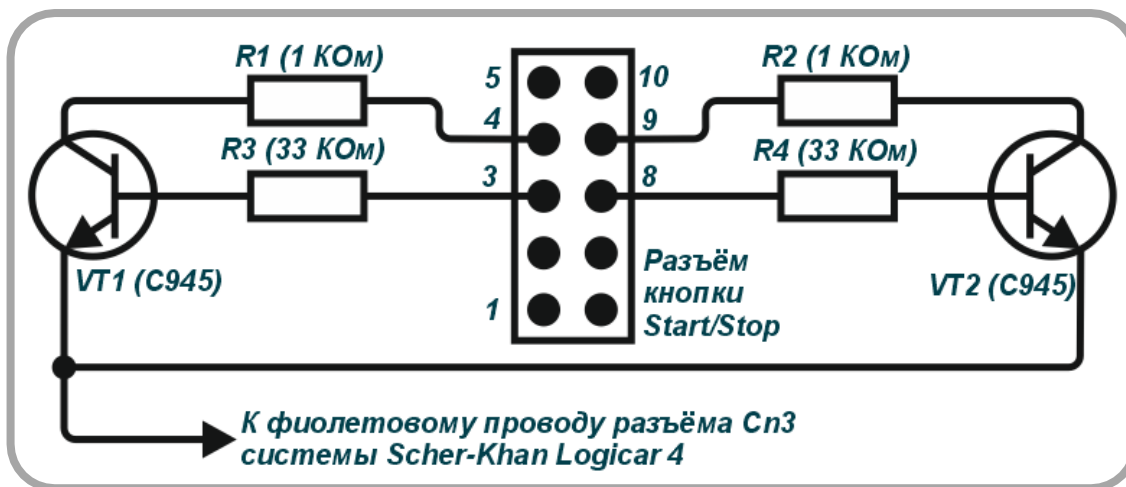 R1 (1 КОм)
R2 (1 КОм)
5
10
4
9
R3 (33 КОм)
R4 (33 КОм)
3
8
VT1 (C945)
VT2 (C945)
1
Разъём
кнопки
Start/Stop
К фиолетовому проводу разъёма Cn3
системы Scher-Khan Logicar 4